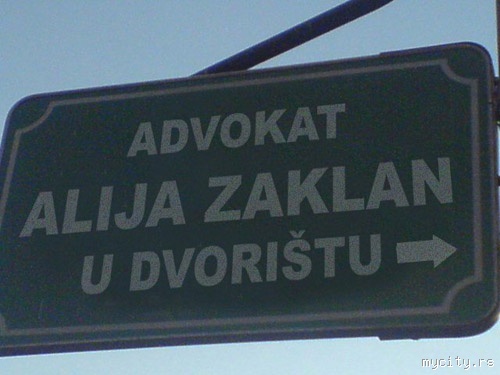 ADVOKAT
ALIJA ZAKLAN
U DVORIŠTU
mycity.rs